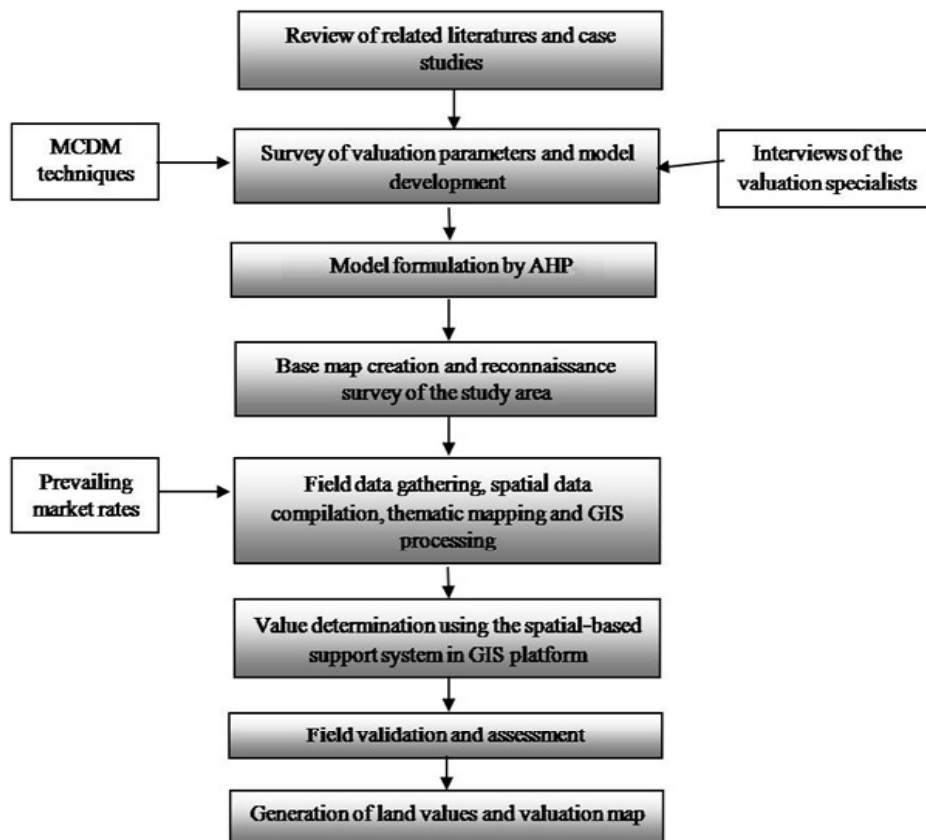 Review of related literatures and case
studies
MCDM
techniques
Survey of valuation parameters and model
development
Interviews of the
valuation specialists
Model formulation by AHP
Base map creation and reconnaissance
survey of the study area
Prevailing
market rates
Field data gathering, spatial data
compilation, thematic mapping and GIS
processing
Value determination using the spatial-based
support system in GIS platform
Field validation and assessment
Generation of land values and valuation map